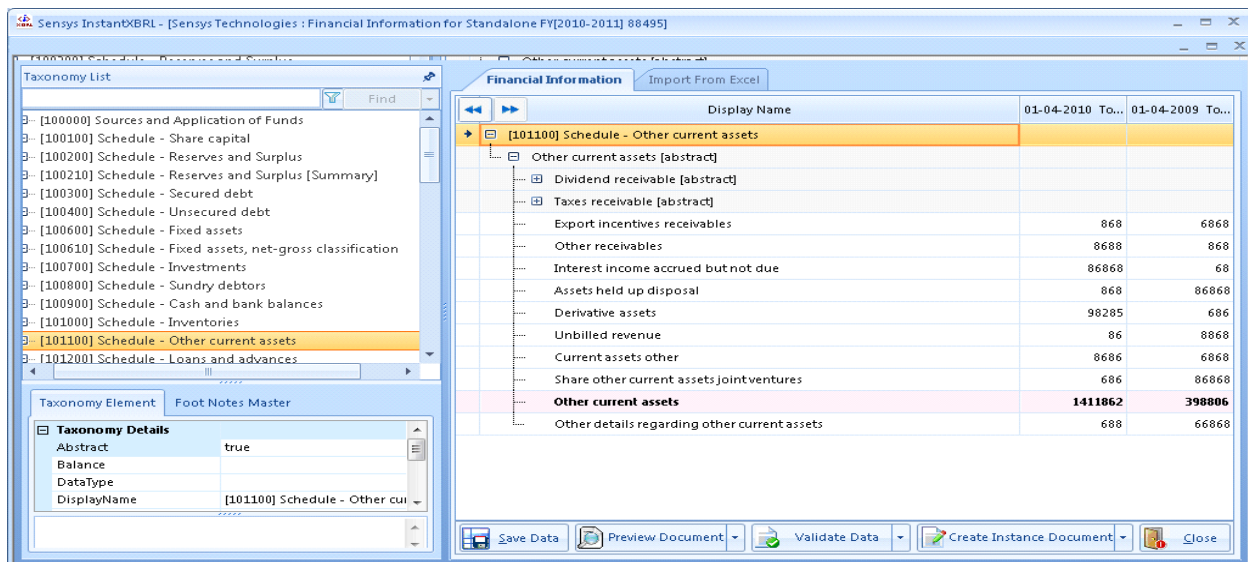 Sensys InstantXBRL - [Sensys Technologies : Financial Information for Standalone FY[2010-2011] 88495]
Taxonomy List
Find
[100000] Sources and Application of Funds
[100100] Schedule - Share capital
[100200] Schedule - Reserves and Surplus
[100210] Schedule - Reserves and Surplus [Summary]
[100300] Schedule - Secured debt
[100400] Schedule - Unsecured debt
[100600] Schedule - Fixed assets
[100610] Schedule - Fixed assets, net-gross classification
[100700] Schedule - Investments
[100800] Schedule - Sundry debtors
[100900] Schedule - Cash and bank balances
[101000] Schedule - Inventories
[101100] Schedule - Other current assets
[101200] Schedule - Loans and advances
Taxonomy Element Foot Notes Master
Taxonomy Details
Abstract true
Balance
DataType
DisplayName [101100] Schedule - Other cur
Financial Information Import From Excel
Display Name 01-04-2010 To... 01-04-2009 To...
[101100] Schedule - Other current assets
Other current assets [abstract]
Dividend receivable [abstract]
Taxes receivable [abstract]
Export incentives receivables 868 6868
Other receivables 8688 868
Interest income accrued but not due 86868 68
Assets held up disposal 868 86868
Derivative assets 98285 686
Unbilled revenue 86 8868
Current assets other 8686 6868
Share other current assets joint ventures 686 86868
Other current assets 1411862 398806
Other details regarding other current assets 688 66868
Save Data Preview Document Validate Data Create Instance Document Close